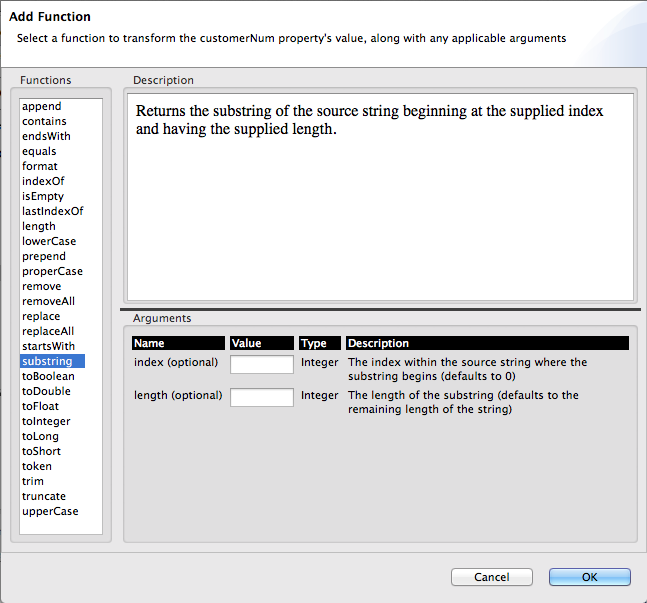 Add Function
Select a function to transform the customerNum property's value, along with any applicable arguments
Functions
append
contains
endsWith
equals
format
indexOf
isEmpty
lastIndexOf
length
lowerCase
prepend
properCase
remove
removeAll
replace
replaceAll
startsWith
substring
toBoolean
toDouble
toFloat
toInteger
toLong
toShort
token
trim
truncate
upperCase
Description
Returns the substring of the source string beginning at the supplied index
and having the supplied length.
Arguments
Name Value Type Description
index (optional) Integer The index within the source string where the
substring begins (defaults to 0)
length (optional) Integer The length of the substring (defaults to the
remaining length of the string)
Cancel OK